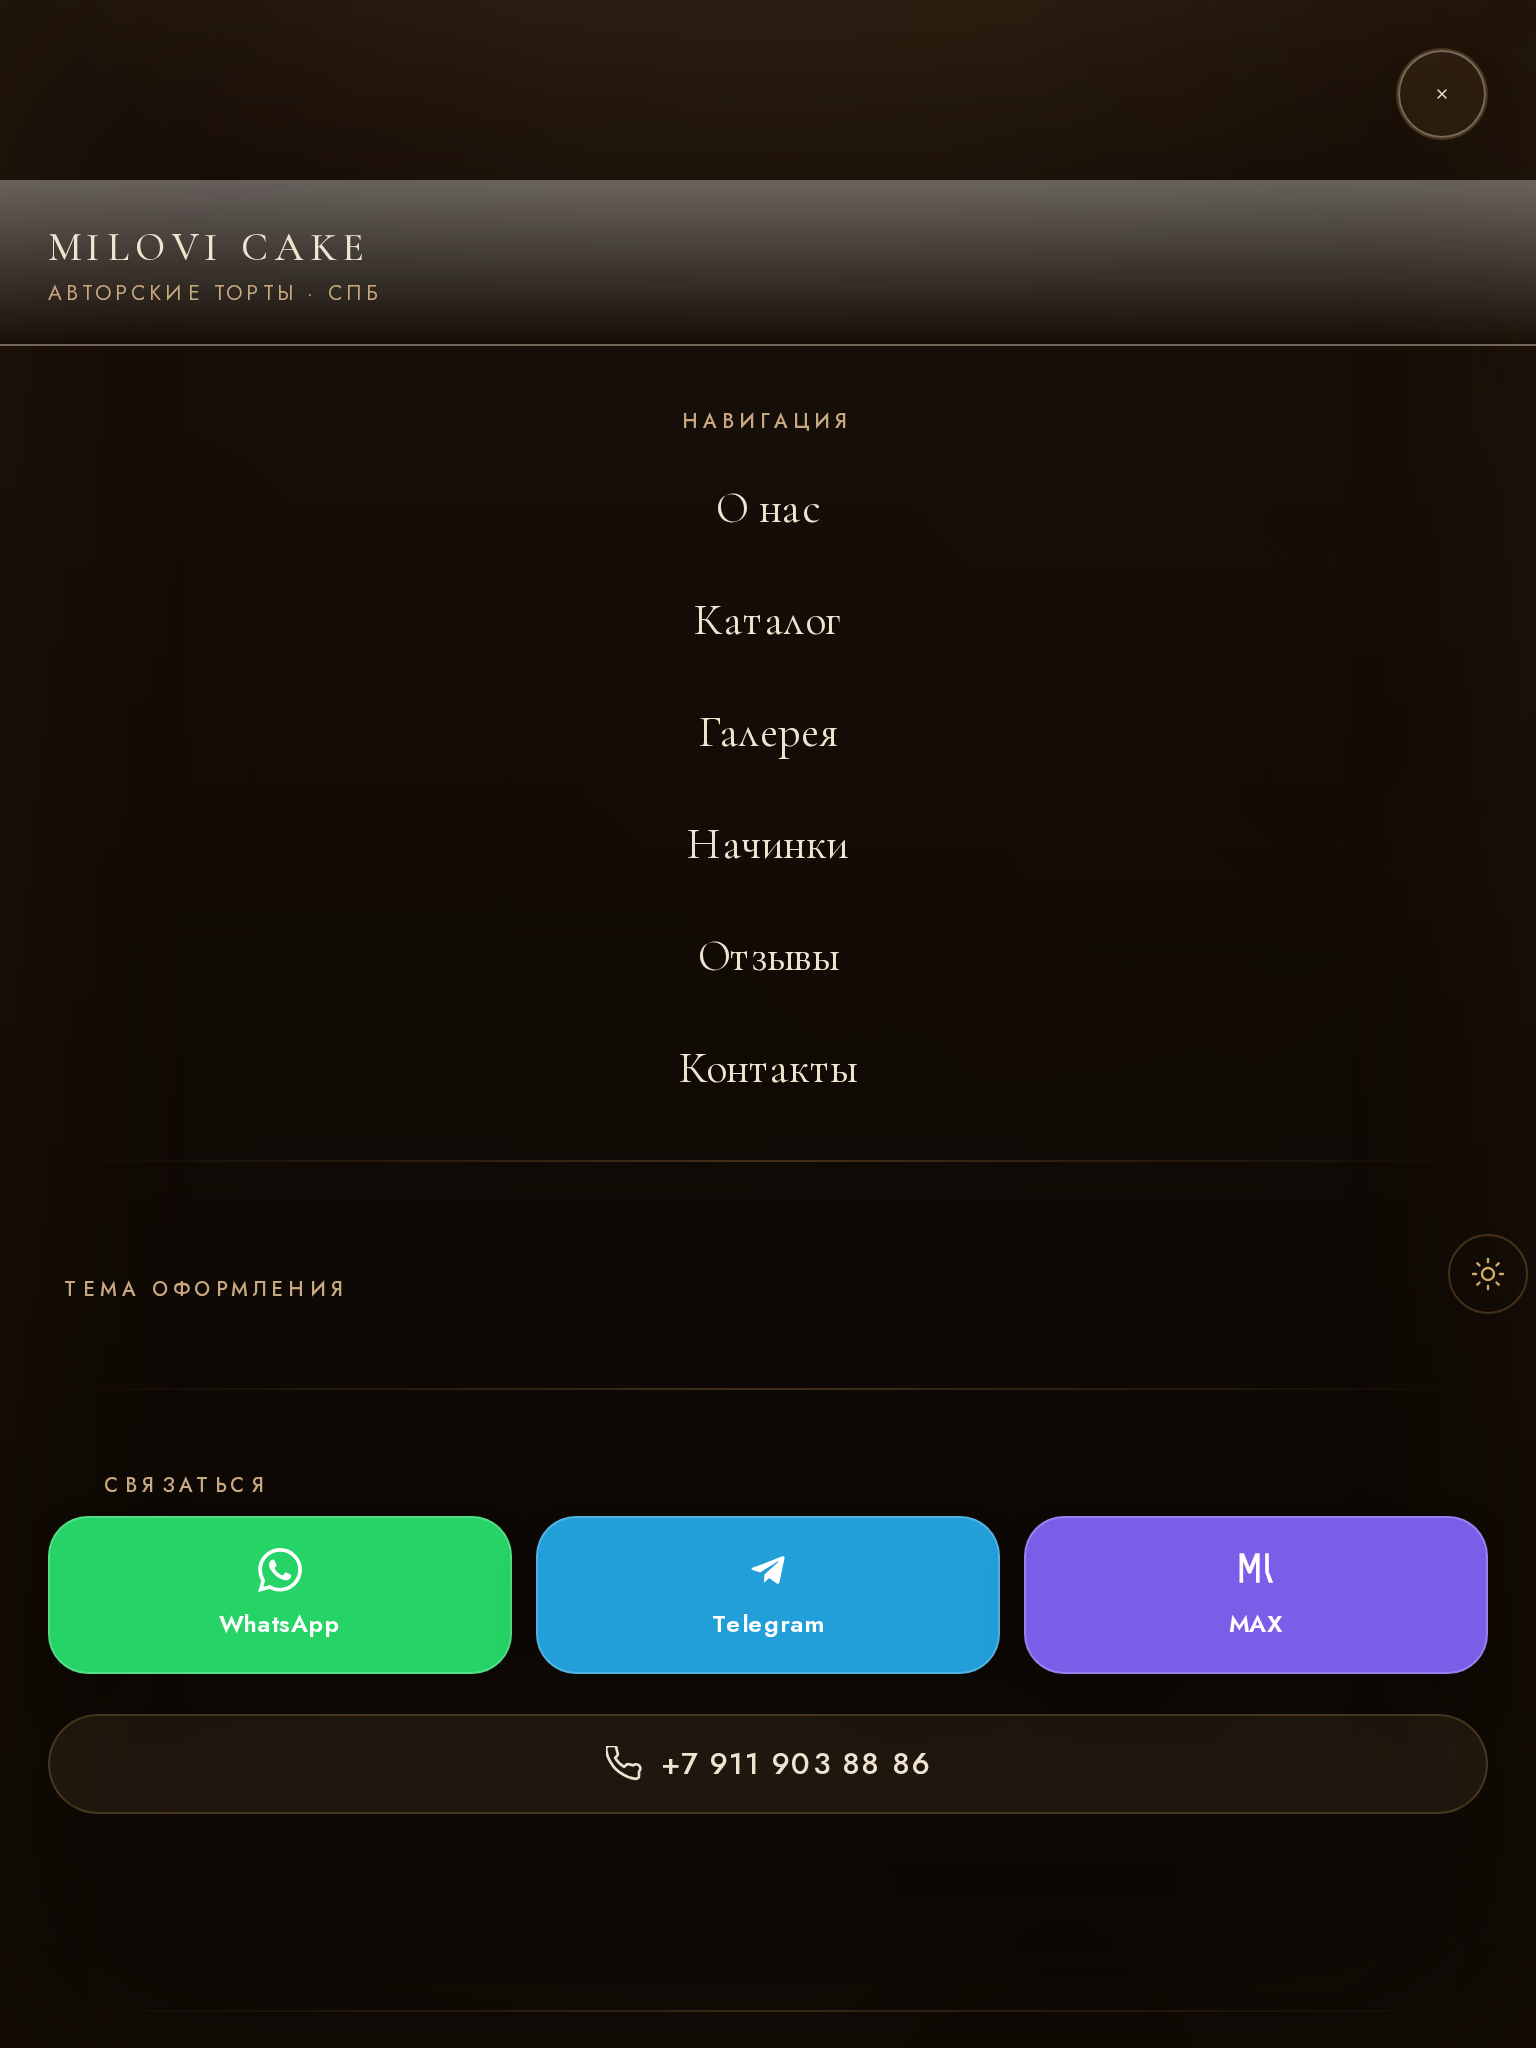 ×
MILOVI CAKE
АВТОРСКИЕ ТОРТЫ · СПБ
НАВИГАЦИЯ
О нас
Каталог
Галерея
Начинки
Отзывы
Контакты
ТЕМА ОФОРМЛЕНИЯ
СВЯЗАТЬСЯ
WhatsApp
Telegram
MAX
+7 911 903 88 86